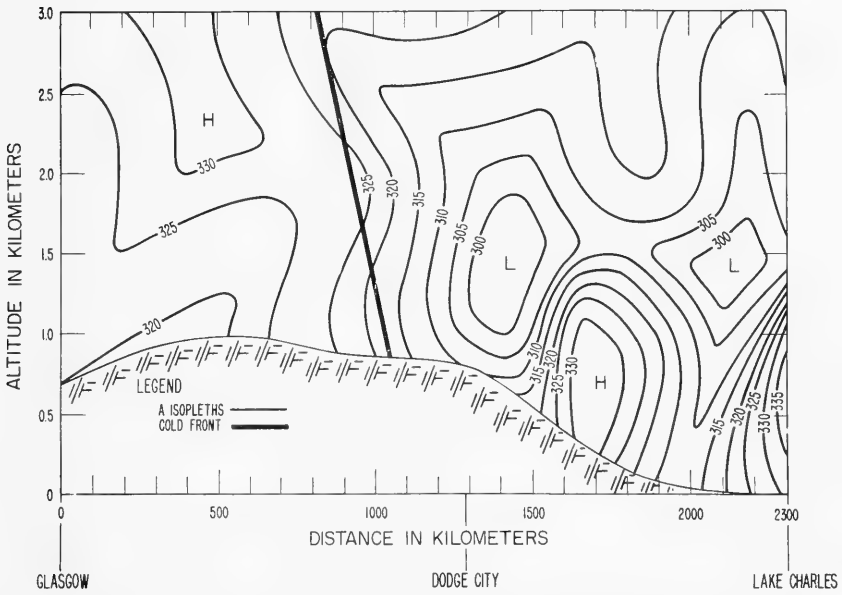 3.0
2.5
2.0
1.5
1.0
0.5
0
ALTITUDE IN KILOMETERS
H
330
325
320
325
320
315
310
305
300
L
305
300
L
310
315
320
325
330
H
315
320
325
330
335
LEGEND
A ISOPLETHS
COLD FRONT
0
500
1000
1500
2000
2300
DISTANCE IN KILOMETERS
GLASGOW
DODGE CITY
LAKE CHARLES